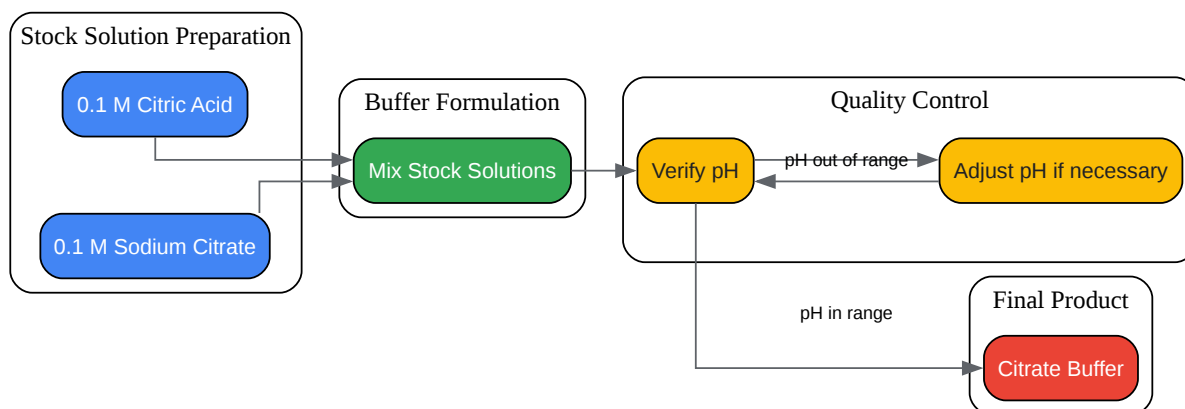 Stock Solution Preparation
0.1 M Citric Acid
0.1 M Sodium Citrate
Buffer Formulation
Mix Stock Solutions
Quality Control
Verify pH
pH out of range
Adjust pH if necessary
pH in range
Final Product
Citrate Buffer